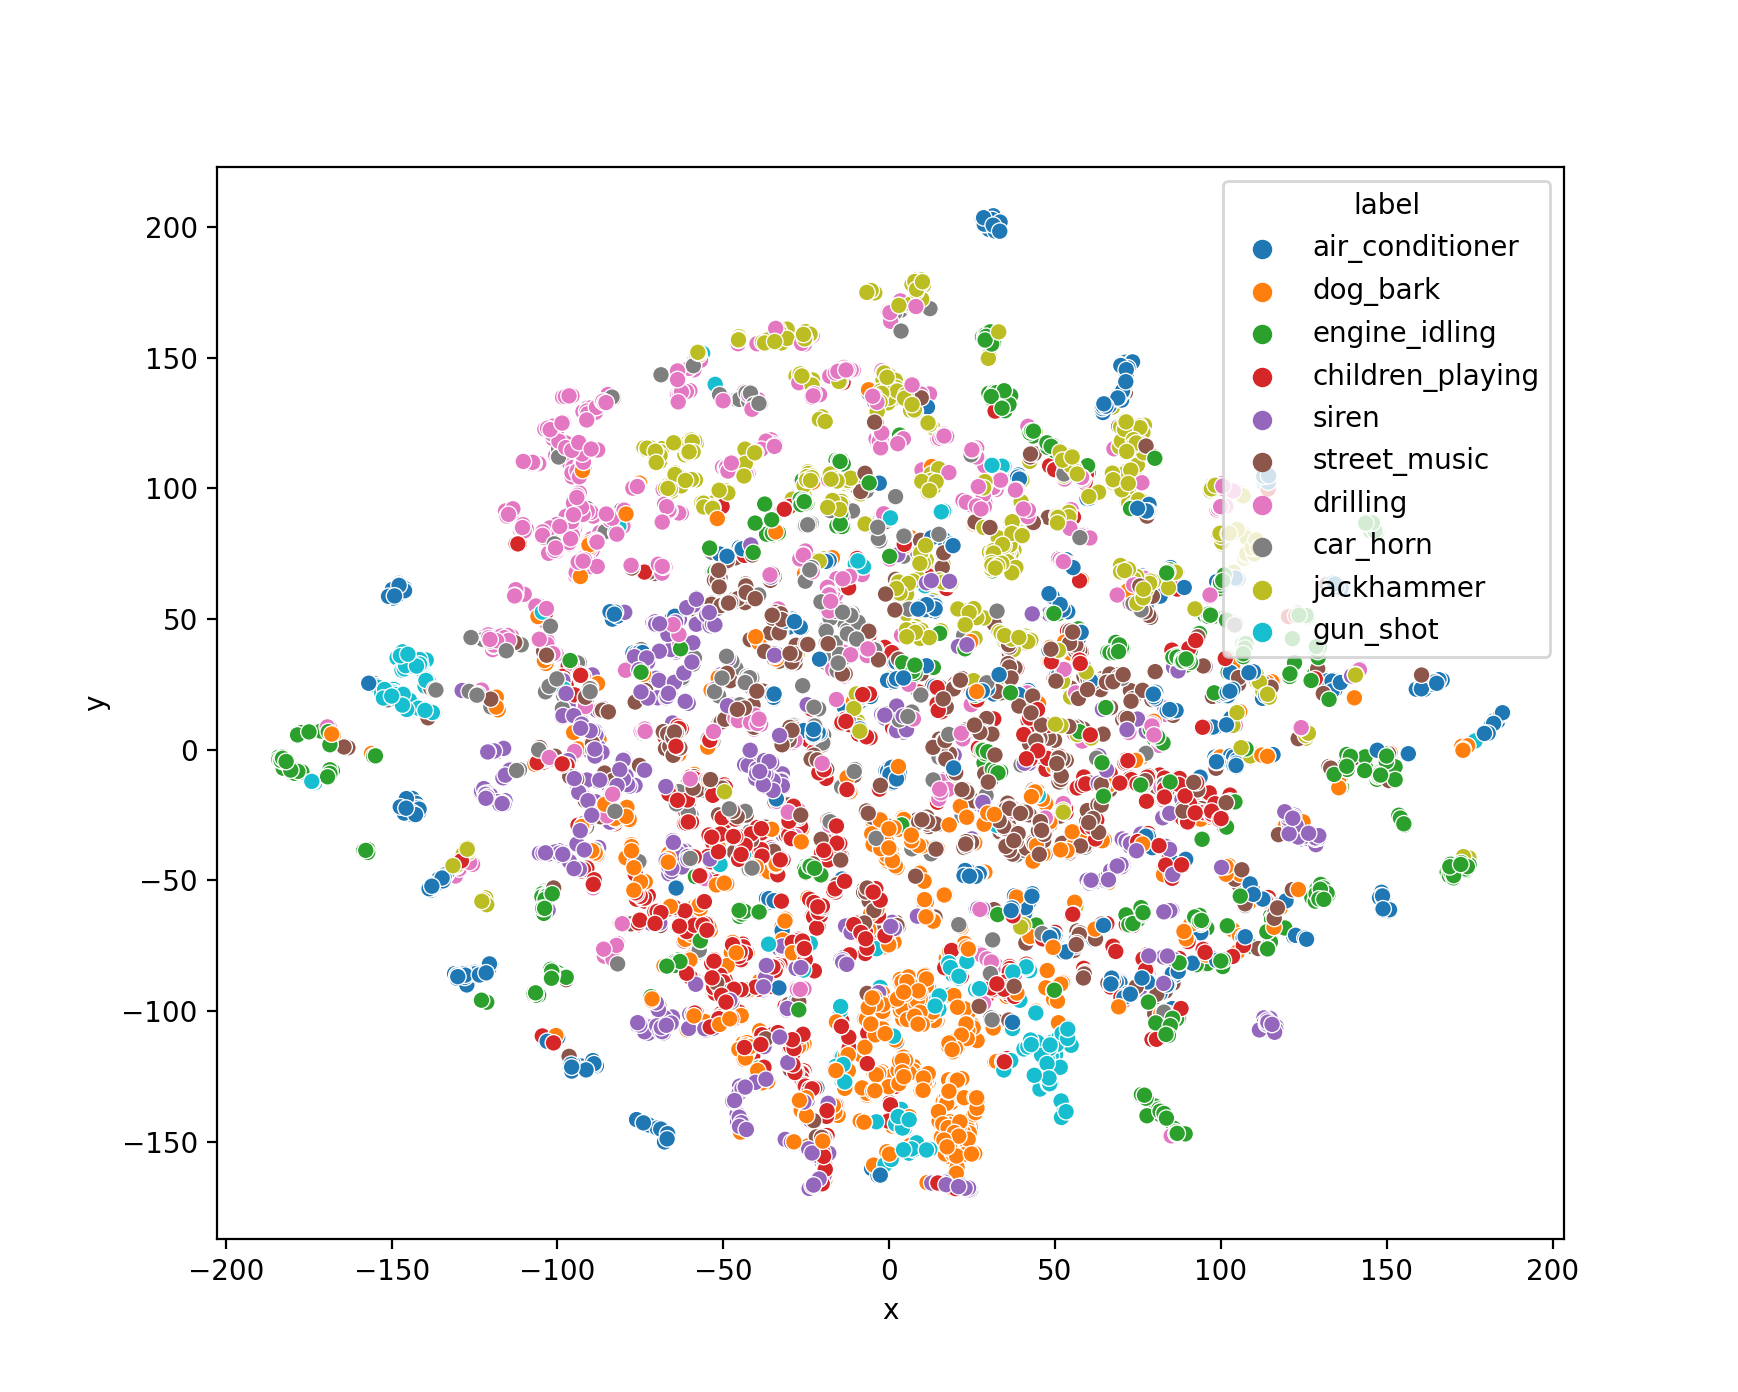 label
air_conditioner
dog_bark
engine_idling
children_playing
siren
street_music
drilling
car_horn
jackhammer
gun_shot
200
150
100
50
0
−50
−100
−150
y
−200 −150 −100 −50 0 50 100 150 200
x